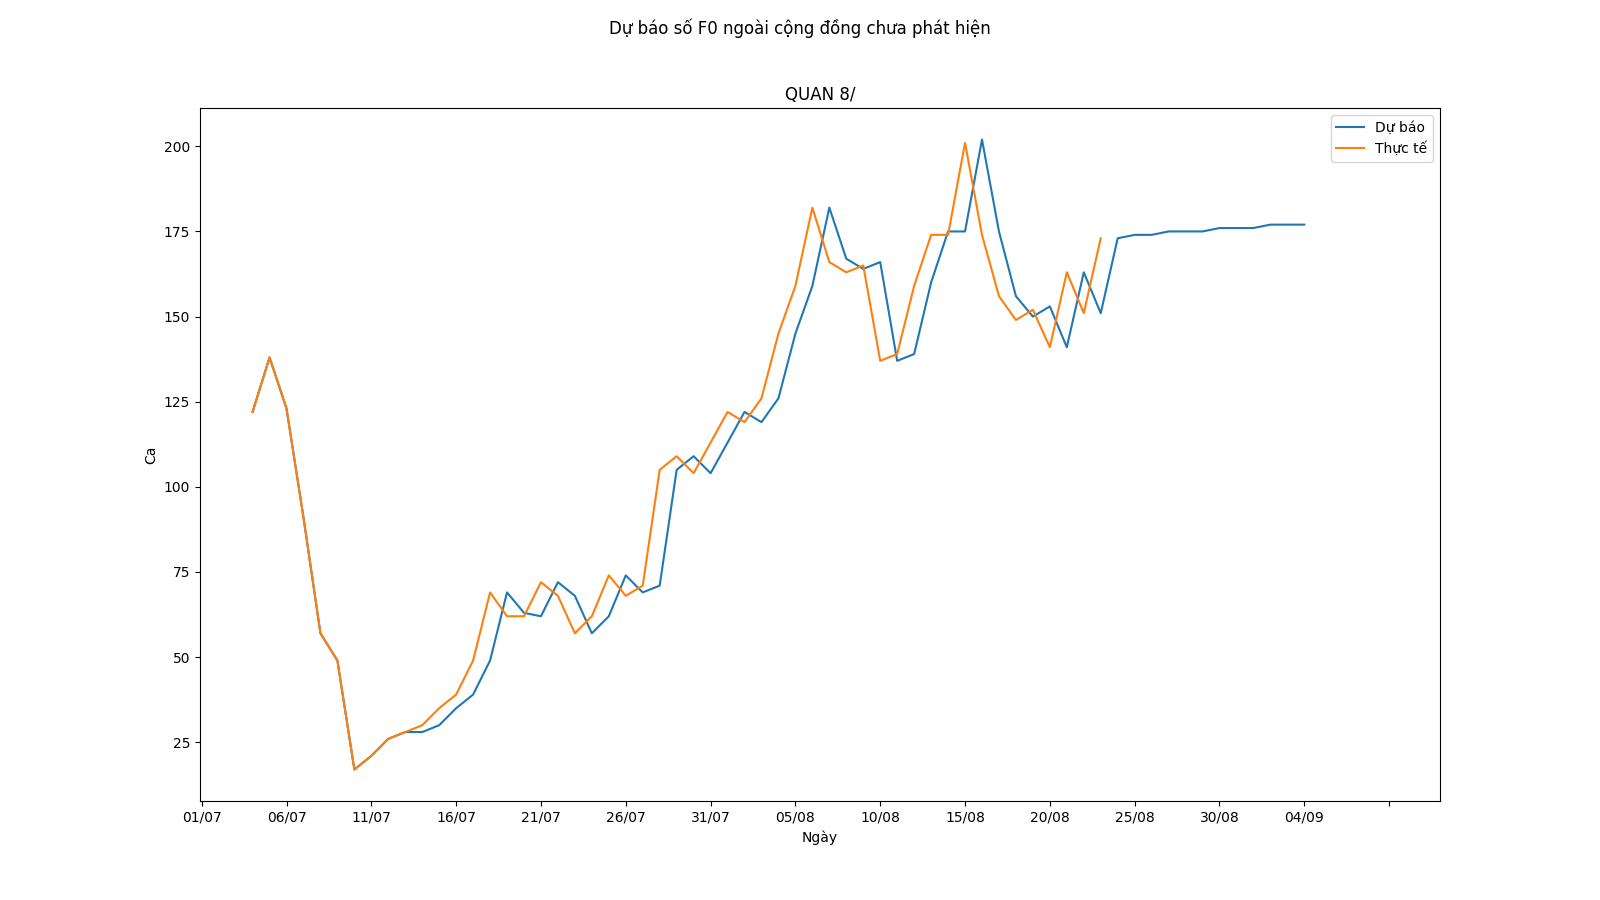 Dự báo số F0 ngoài cộng đồng chưa phát hiện
QUAN 8/
Dự báo
Thực tế
200
175
150
125
100
75
50
25
Ca
01/07 06/07 11/07 16/07 21/07 26/07 31/07 05/08 10/08 15/08 20/08 25/08 30/08 04/09
Ngày